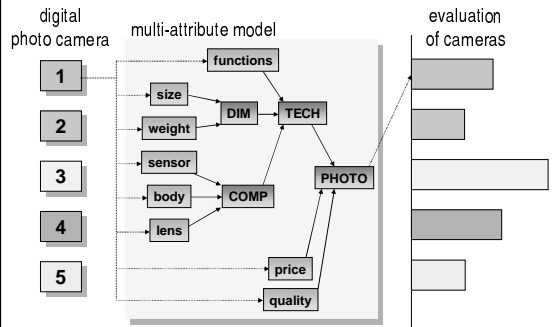 digital
photo camera
multi-attribute model
evaluation
of cameras
1
2
3
4
5
functions
size
weight
DIM
TECH
sensor
body
lens
COMP
PHOTO
price
quality